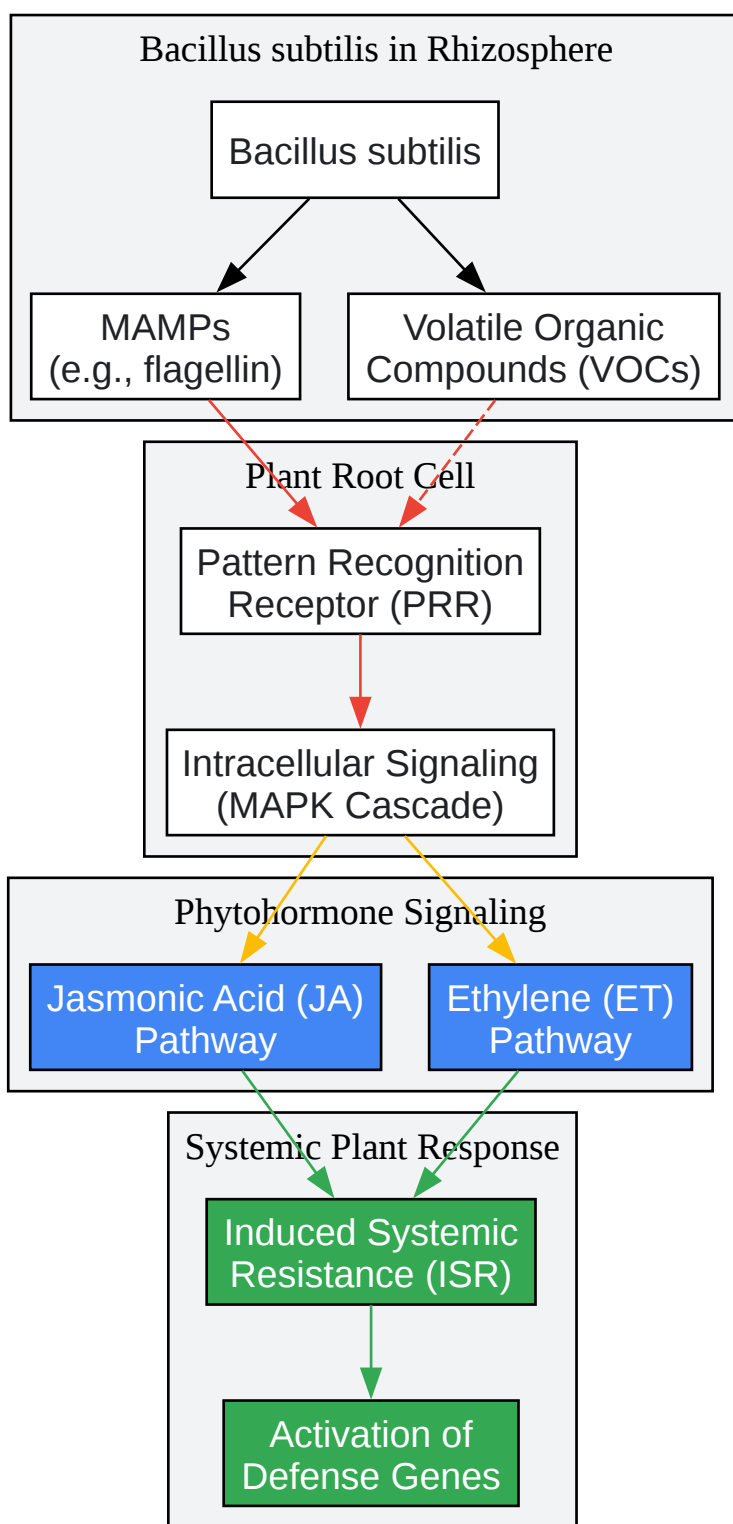 Bacillus subtilis in Rhizosphere
Bacillus subtilis
MAMPs
(e.g., flagellin)
Volatile Organic
Compounds (VOCs)
Plant Root Cell
Pattern Recognition
Receptor (PRR)
Intracellular Signaling
(MAPK Cascade)
Phytohormone Signaling
Jasmonic Acid (JA)
Pathway
Ethylene (ET)
Pathway
Systemic Plant Response
Induced Systemic
Resistance (ISR)
Activation of
Defense Genes